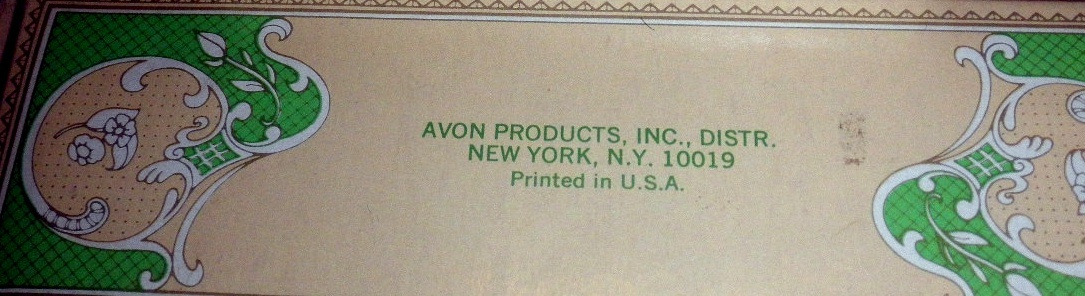 AVON PRODUCTS, INC., DISTR.
NEW YORK, N.Y. 10019
Printed in U.S.A.